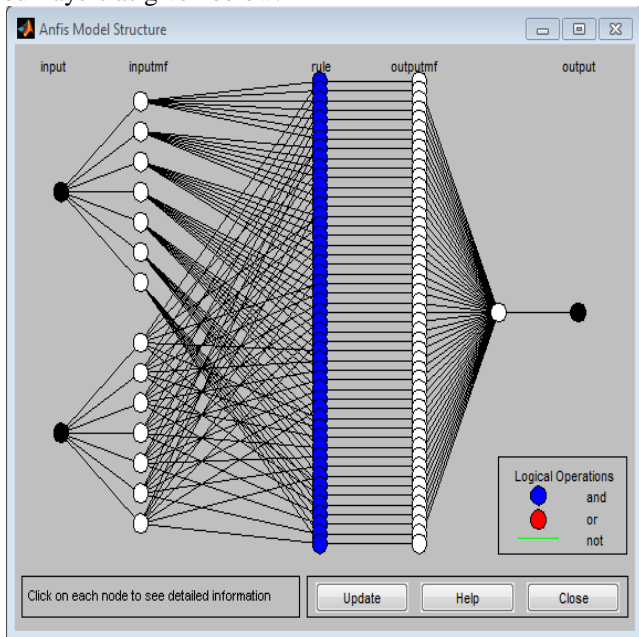 Anfis Model Structure
input inputmf rule outputmf output
Logical Operations
and
or
not
Click on each node to see detailed information
Update Help Close